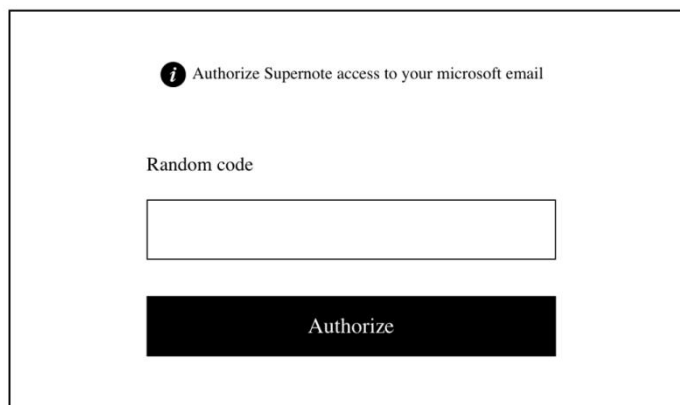 i Authorize Supernote access to your microsoft email
Random code
Authorize